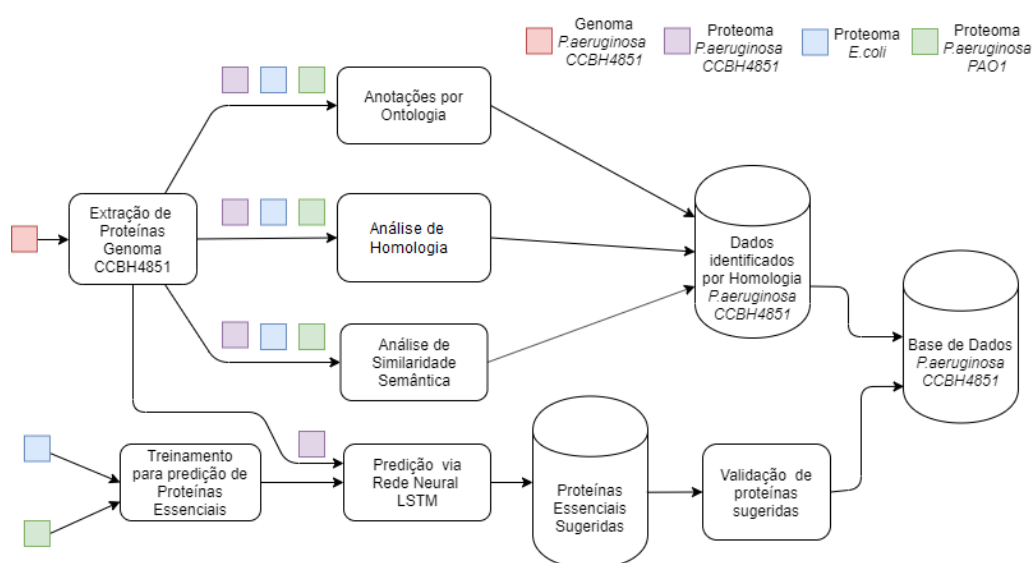 Genoma
P.aeruginosa
CCBH4851
Proteoma
P.aeruginosa
CCBH4851
Proteoma
E.coli
Proteoma
P.aeruginosa
PAO1
Anotações por
Ontologia
Extração de
Proteínas
Genoma
CCBH4851
Análise de
Homologia
Dados
identificados
por Homologia
P.aeruginosa
CCBH4851
Análise de
Similaridade
Semântica
Base de Dados
P.aeruginosa
CCBH4851
Treinamento
para predição de
Proteínas
Essenciais
Predição via
Rede Neural
LSTM
Proteínas
Essenciais
Sugeridas
Validação de
proteínas
sugeridas